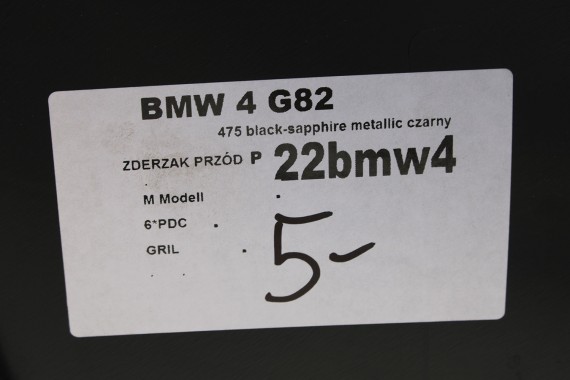 BMW 4 G82
475 black-sapphire metallic czarny
ZDERZAK PRZÓD P 22bmw4
M Modell
6*PDC
GRIL
5-